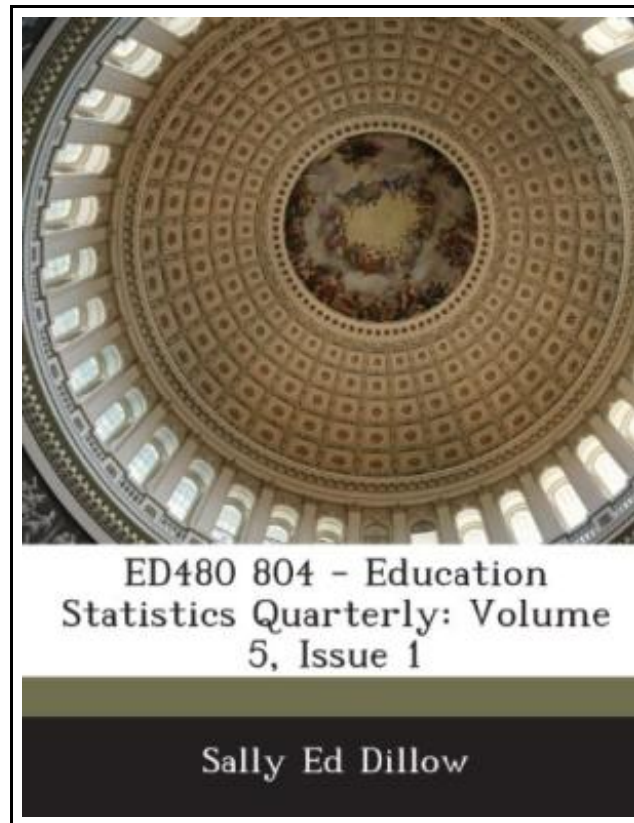 ED480 804 - Education
Statistics Quarterly: Volume
5, Issue 1
Sally Ed Dillow